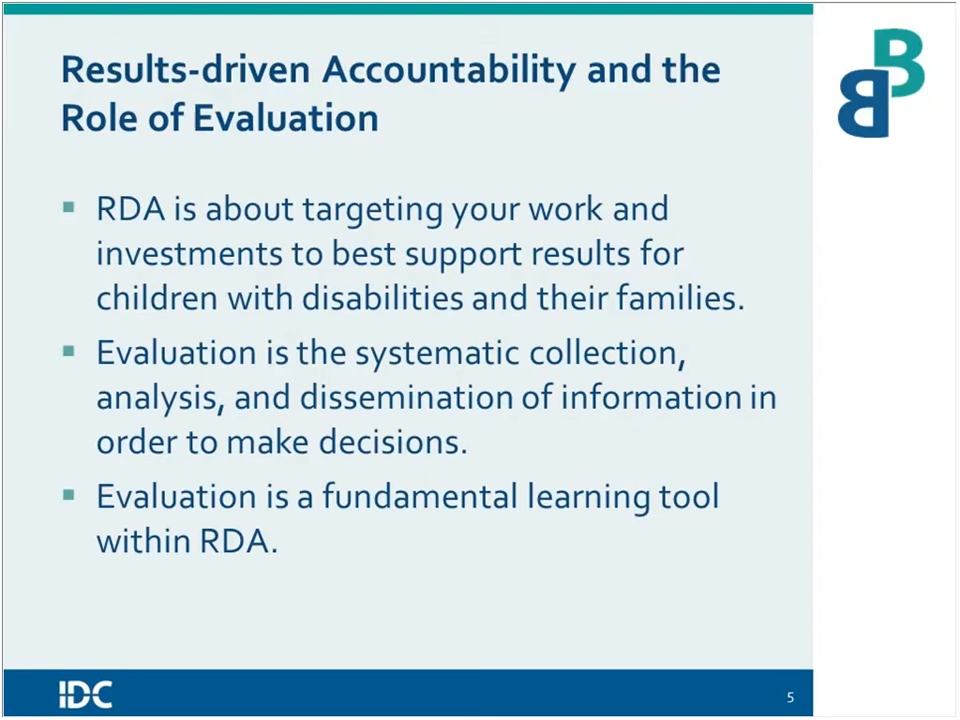 Results-driven Accountability and the
Role of Evaluation
RDA is about targeting your work and
investments to best support results for
children with disabilities and their families.
Evaluation is the systematic collection,
analysis, and dissemination of information in
order to make decisions.
Evaluation is a fundamental learning tool
within RDA.
B
B
IDC
5